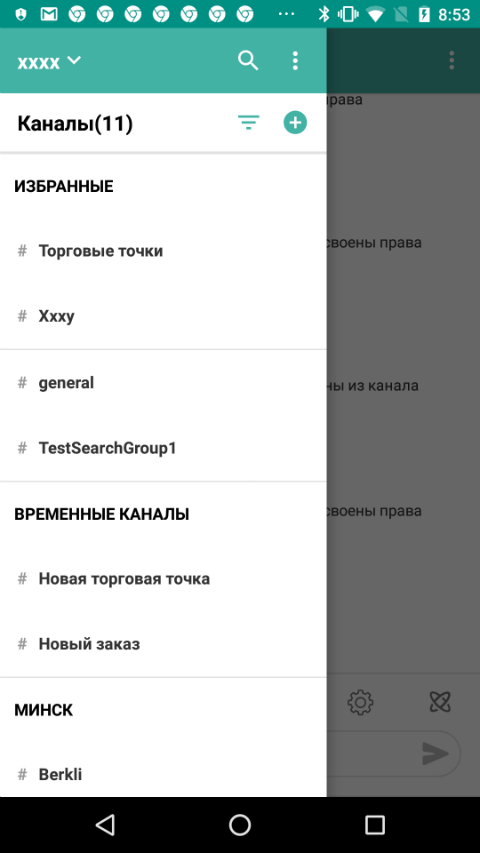 8:53
xxxx
Каналы(11)
права
ИЗБРАННЫЕ
# Торговые точки
своены права
# Xxxy
# general
ны из канала
# TestSearchGroup1
ВРЕМЕННЫЕ КАНАЛЫ
своены права
# Новая торговая точка
# Новый заказ
МИНСК
# Berkli